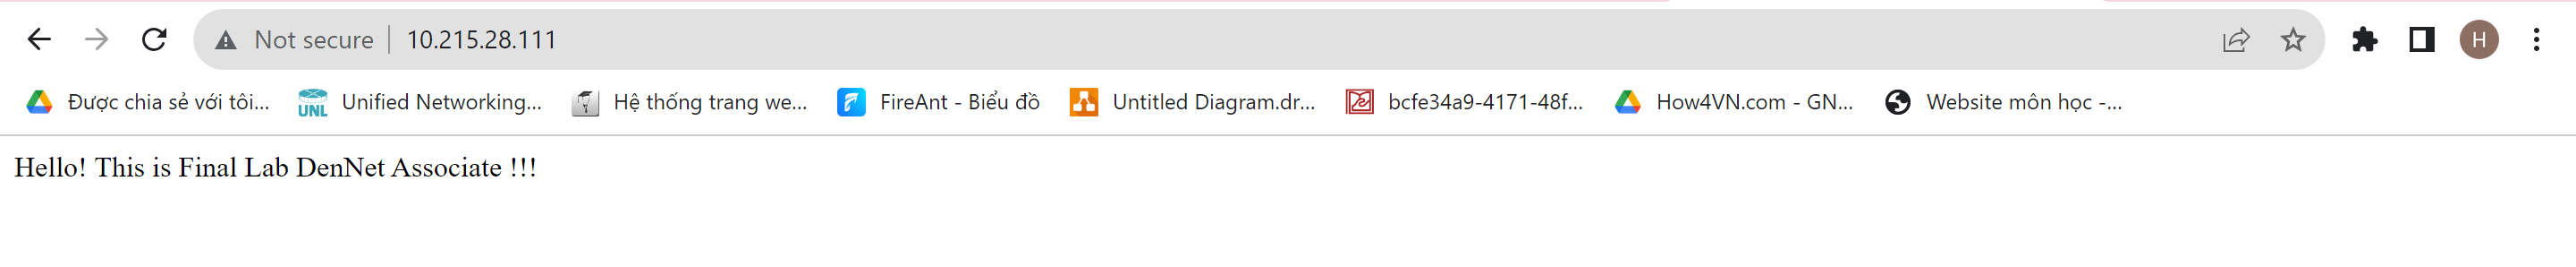 Not secure 10.215.28.111 H
Được chia sẻ với tôi... UNL Unified Networking... Hệ thống trang we... FireAnt - Biểu đồ Untitled Diagram.dr... bcfe34a9-4171-48f... How4VN.com - GN... Website môn học -...
Hello! This is Final Lab DenNet Associate !!!